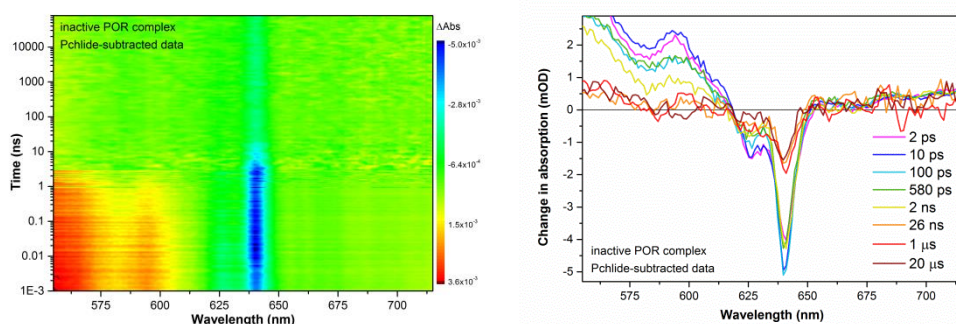 inactive POR complex
Pchlide-subtracted data
10000
1000
100
10
1
0.1
0.01
1E-3
Time (ns)
575
600
625
650
675
700
Wavelength (nm)
ΔAbs
-5.0x10⁻³
-2.8x10⁻³
-6.4x10⁻⁴
1.5x10⁻³
3.6x10⁻³
2
1
0
-1
-2
-3
-4
-5
Change in absorption (mOD)
2 ps
10 ps
100 ps
580 ps
2 ns
26 ns
1 μs
20 μs
inactive POR complex
Pchlide-subtracted data
575
600
625
650
675
700
Wavelength (nm)